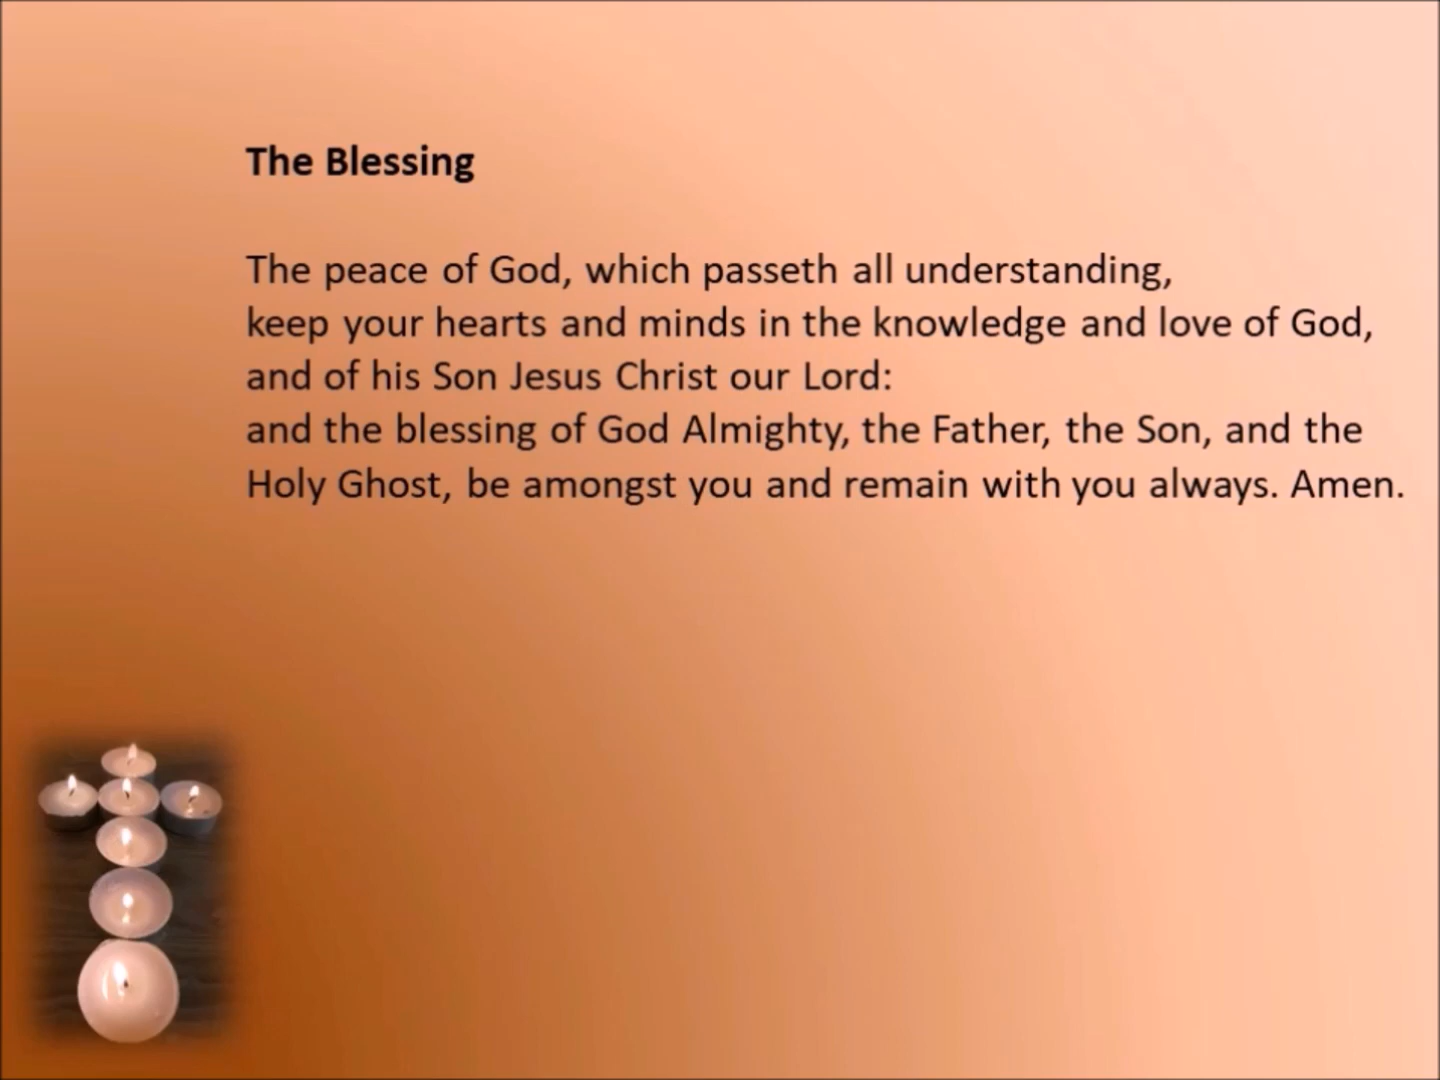 The Blessing
The peace of God, which passeth all understanding,
keep your hearts and minds in the knowledge and love of God,
and of his Son Jesus Christ our Lord:
and the blessing of God Almighty, the Father, the Son, and the
Holy Ghost, be amongst you and remain with you always. Amen.